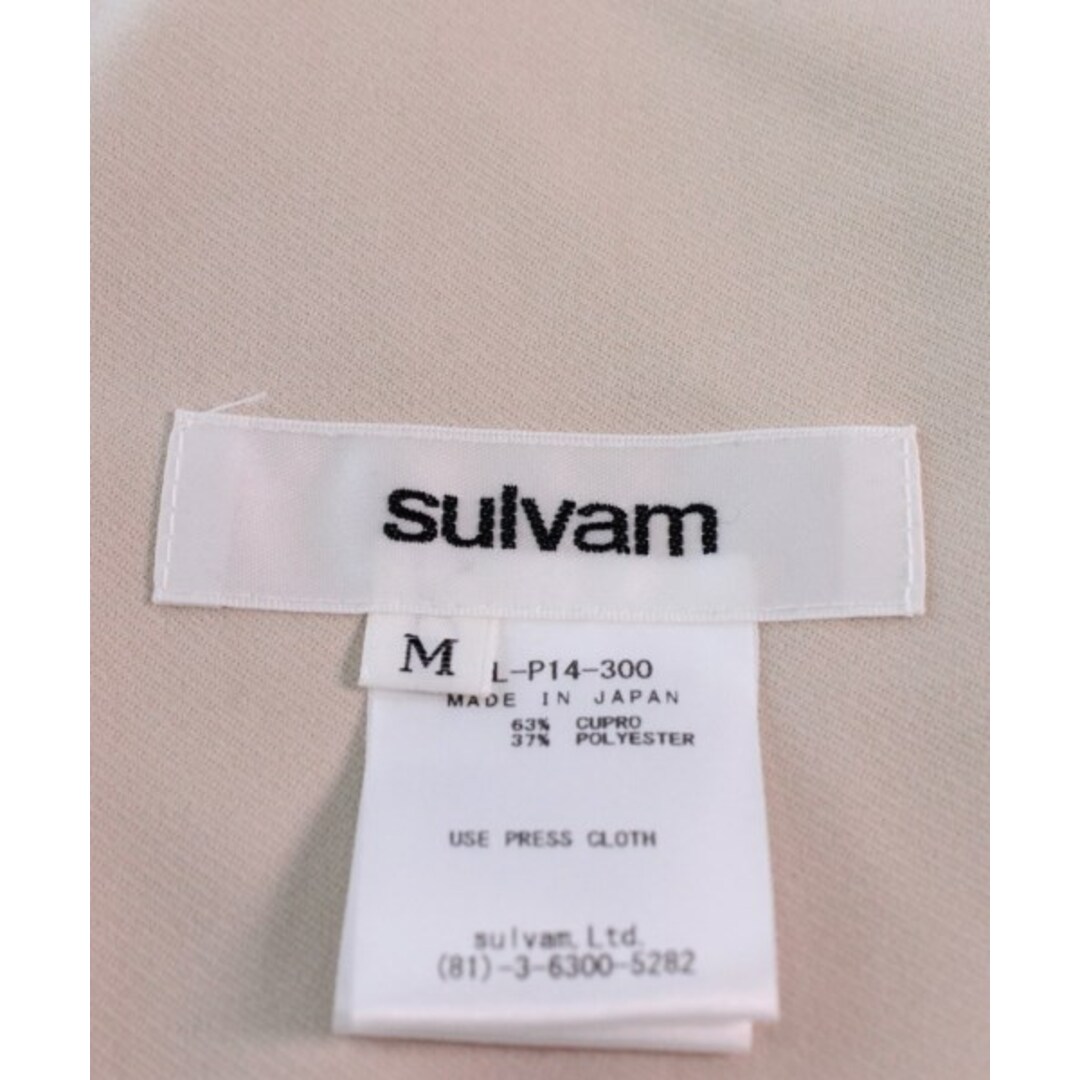 sulvam
M
L-P14-300
MADE IN JAPAN
63% CUPRO
37% POLYESTER
USE PRESS CLOTH
sulvam, Ltd.
(81)-3-6300-5282